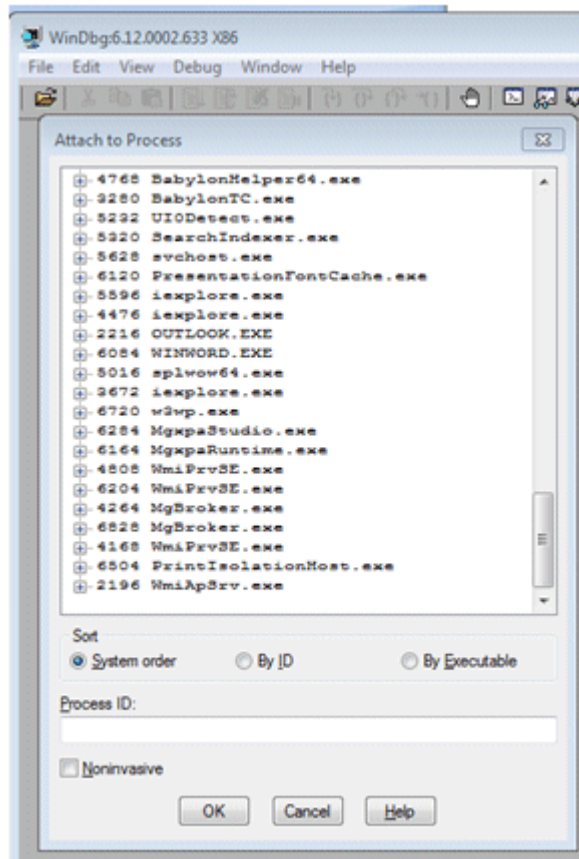 WinDbg:6.12.0002.633 X86
File Edit View Debug Window Help
Attach to Process
4768 BabylonHelper64.exe
3280 BabylonTC.exe
5232 UI0Detect.exe
5320 SearchIndexer.exe
5628 svchost.exe
6120 PresentationFontCache.exe
5596 iexplore.exe
4476 iexplore.exe
2216 OUTLOOK.EXE
6084 WINWORD.EXE
5016 splwow64.exe
3672 iexplore.exe
6720 w3wp.exe
6284 MgxpaStudio.exe
6164 MgxpaRuntime.exe
4808 WmiPrvSE.exe
6204 WmiPrvSE.exe
4264 MgBroker.exe
6828 MgBroker.exe
4168 WmiPrvSE.exe
6504 PrintIsolationHost.exe
2196 WmiApSrv.exe
Sort
System order By ID By Executable
Process ID:
Noninvasive
OK Cancel Help